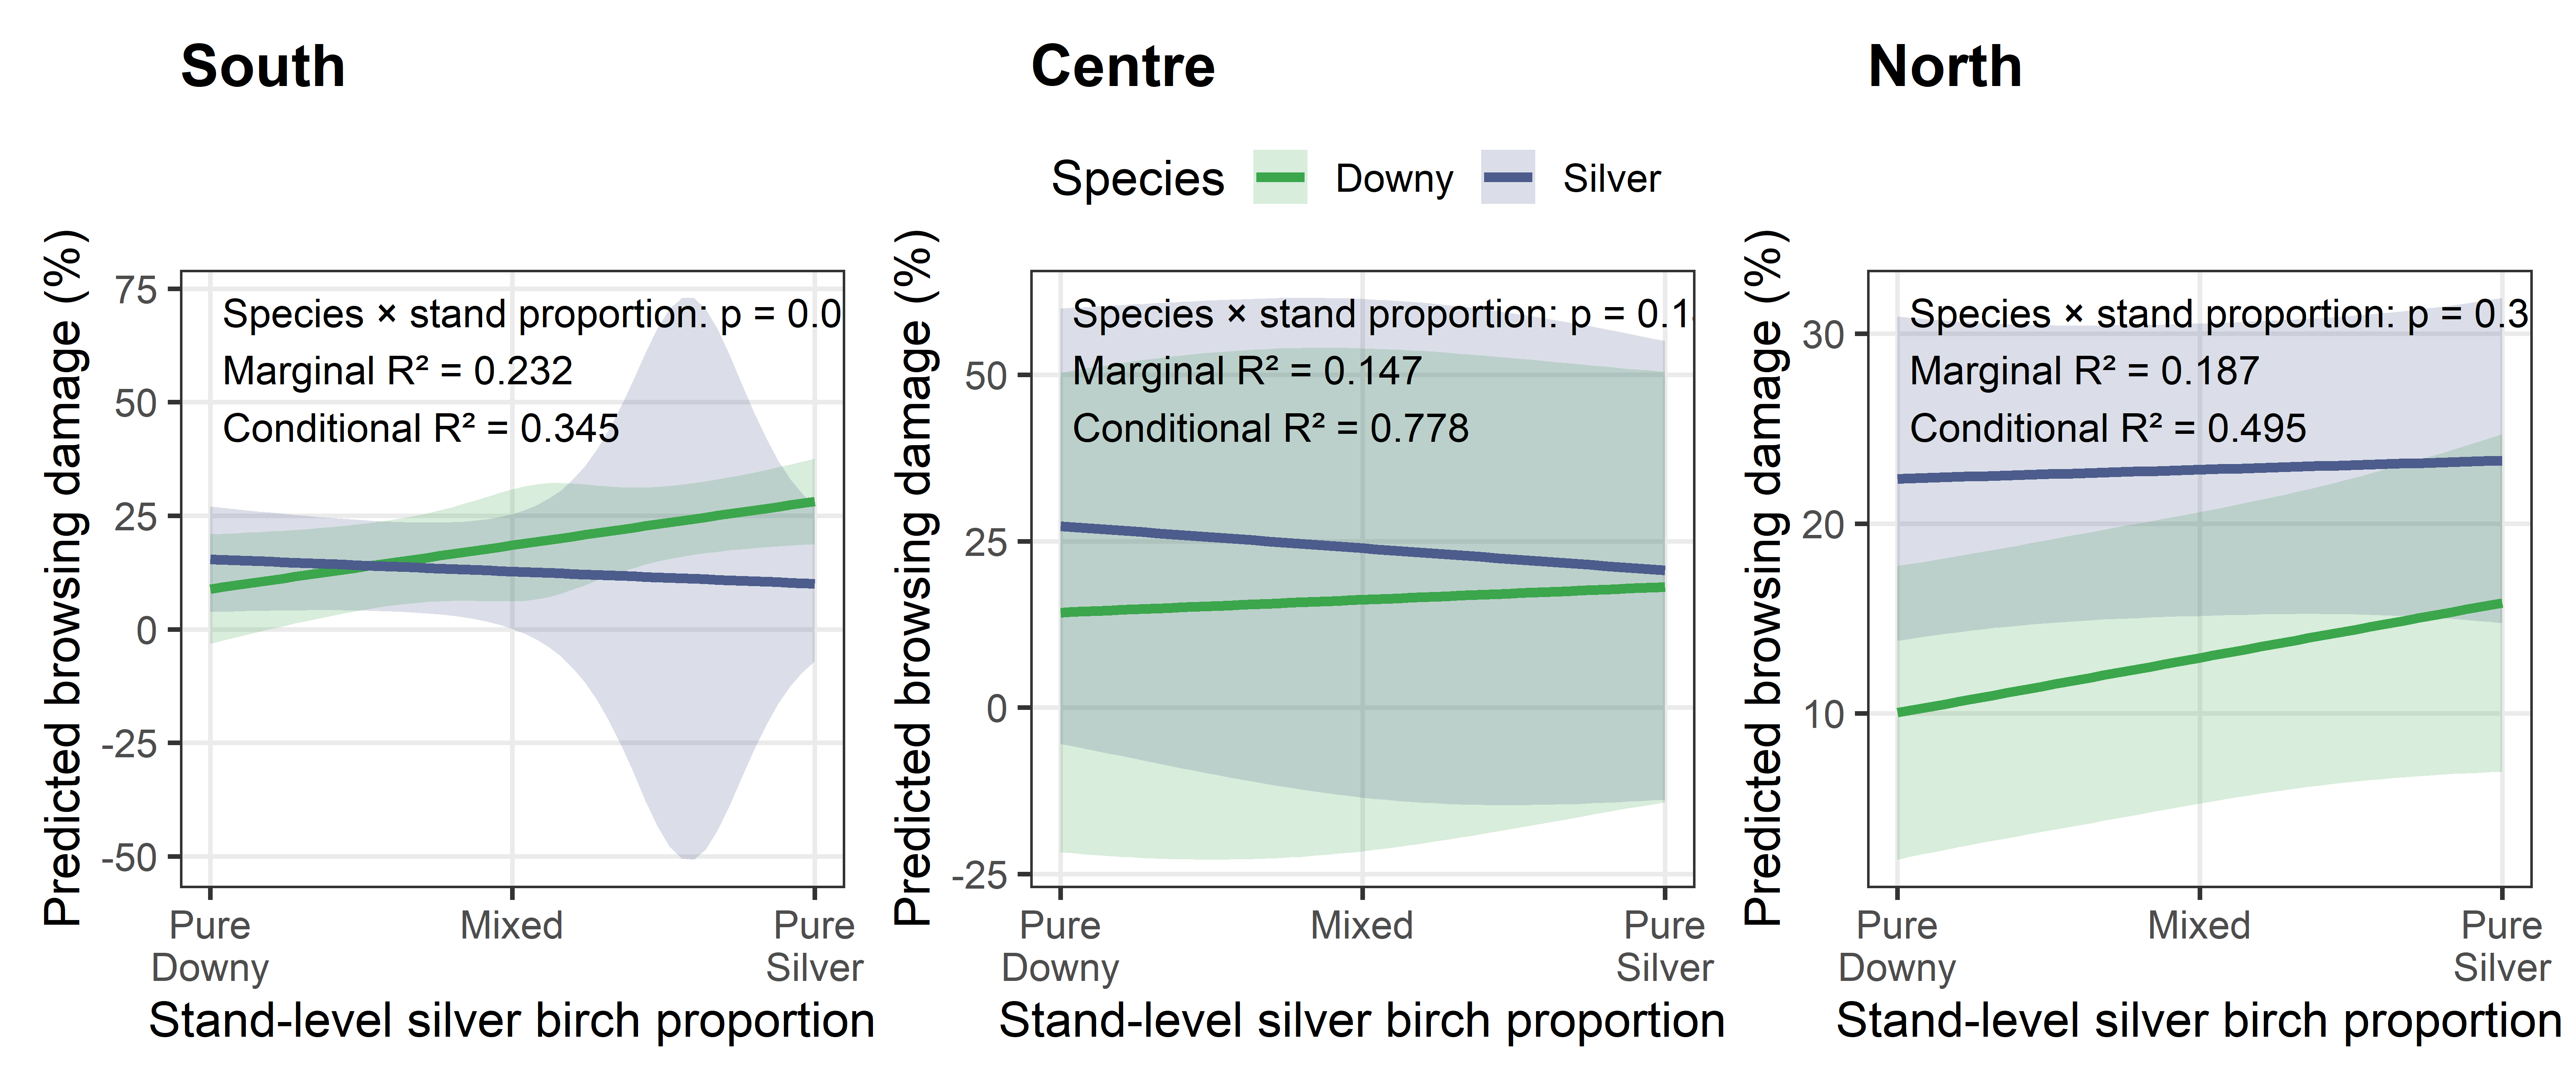 South
Centre
North
Species Downy Silver
Predicted browsing damage (%)
75
50
25
0
-25
-50
Species × stand proportion: p = 0.0
Marginal R² = 0.232
Conditional R² = 0.345
Pure Downy
Mixed
Pure Silver
Stand-level silver birch proportion
Predicted browsing damage (%)
50
25
0
-25
Species × stand proportion: p = 0.1
Marginal R² = 0.147
Conditional R² = 0.778
Pure Downy
Mixed
Pure Silver
Stand-level silver birch proportion
Predicted browsing damage (%)
30
20
10
Species × stand proportion: p = 0.3
Marginal R² = 0.187
Conditional R² = 0.495
Pure Downy
Mixed
Pure Silver
Stand-level silver birch proportion